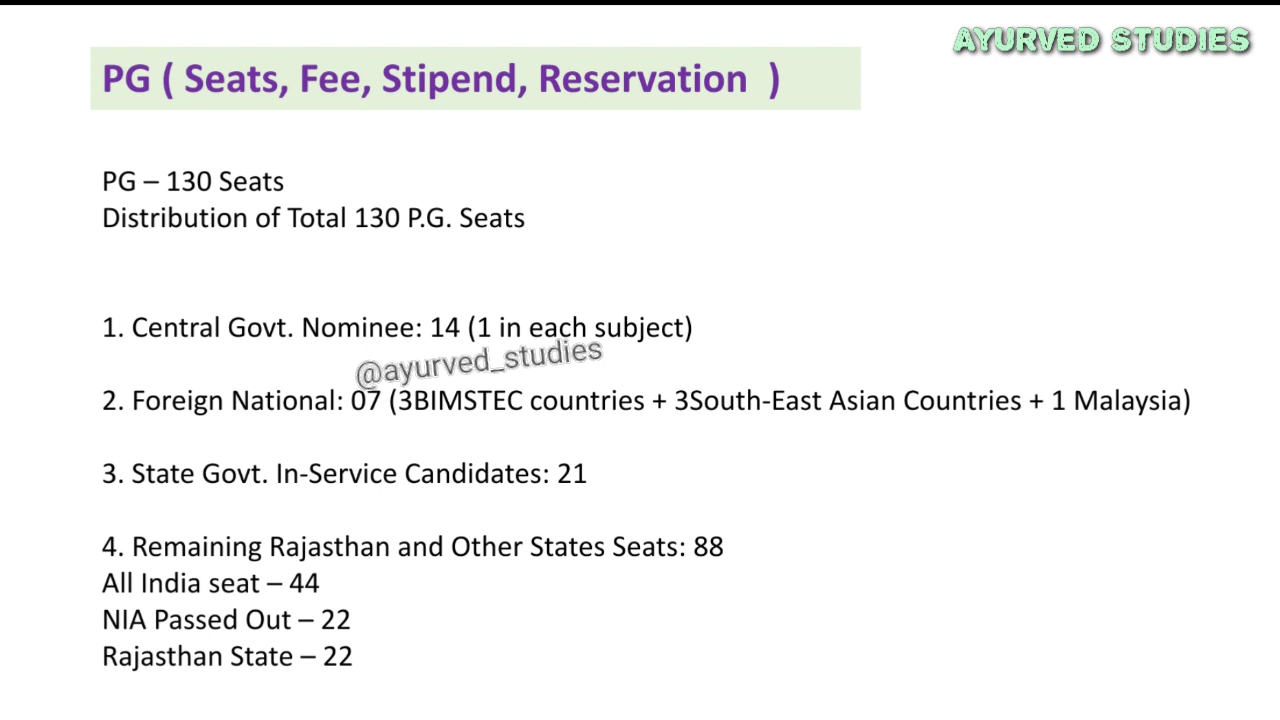 AYURVED STUDIES
PG ( Seats, Fee, Stipend, Reservation )
PG – 130 Seats
Distribution of Total 130 P.G. Seats
1. Central Govt. Nominee: 14 (1 in each subject)
@ayurved_studies
2. Foreign National: 07 (3BIMSTEC countries + 3South-East Asian Countries + 1 Malaysia)
3. State Govt. In-Service Candidates: 21
4. Remaining Rajasthan and Other States Seats: 88
All India seat – 44
NIA Passed Out – 22
Rajasthan State – 22